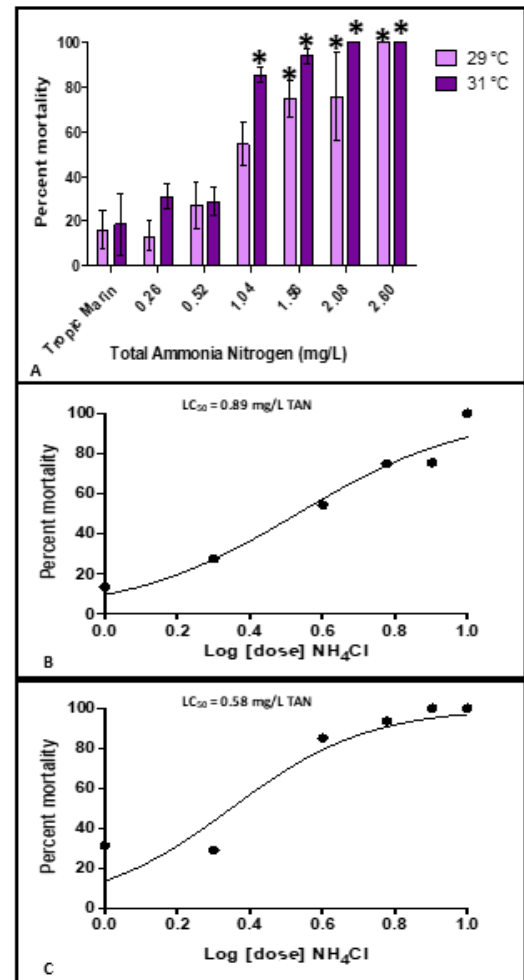 100
80
60
40
20
0
Percent mortality
* * * * * * *
29 °C
31 °C
Tropic Marin
0.26
0.52
1.04
1.56
2.08
2.60
Total Ammonia Nitrogen (mg/L)
A
LC₅₀ = 0.89 mg/L TAN
100
80
60
40
20
0
Percent mortality
0.0 0.2 0.4 0.6 0.8 1.0
Log [dose] NH₄Cl
B
LC₅₀ = 0.58 mg/L TAN
100
80
60
40
20
0
Percent mortality
0.0 0.2 0.4 0.6 0.8 1.0
Log [dose] NH₄Cl
C